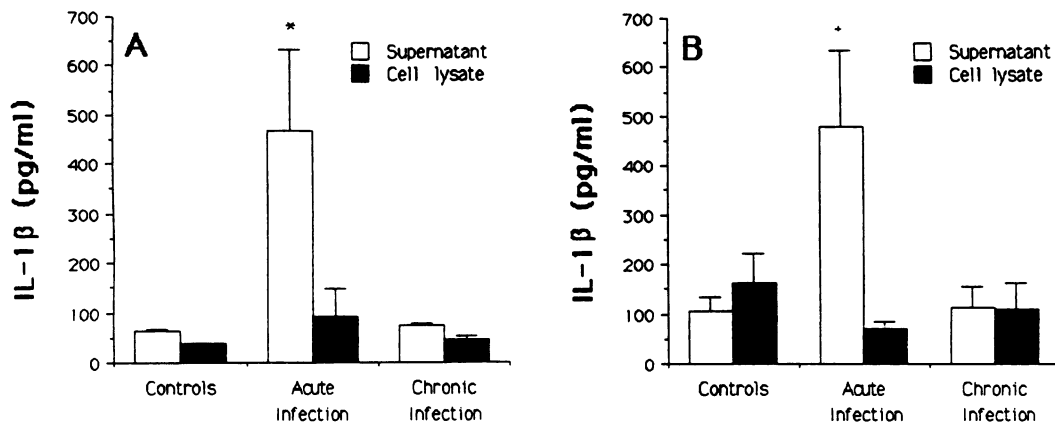 A
*
Supernatant
Cell lysate
IL-1β (pg/ml)
700
600
500
400
300
200
100
0
Controls
Acute
Infection
Chronic
Infection
B
+
Supernatant
Cell lysate
IL-1β (pg/ml)
700
600
500
400
300
200
100
0
Controls
Acute
Infection
Chronic
Infection